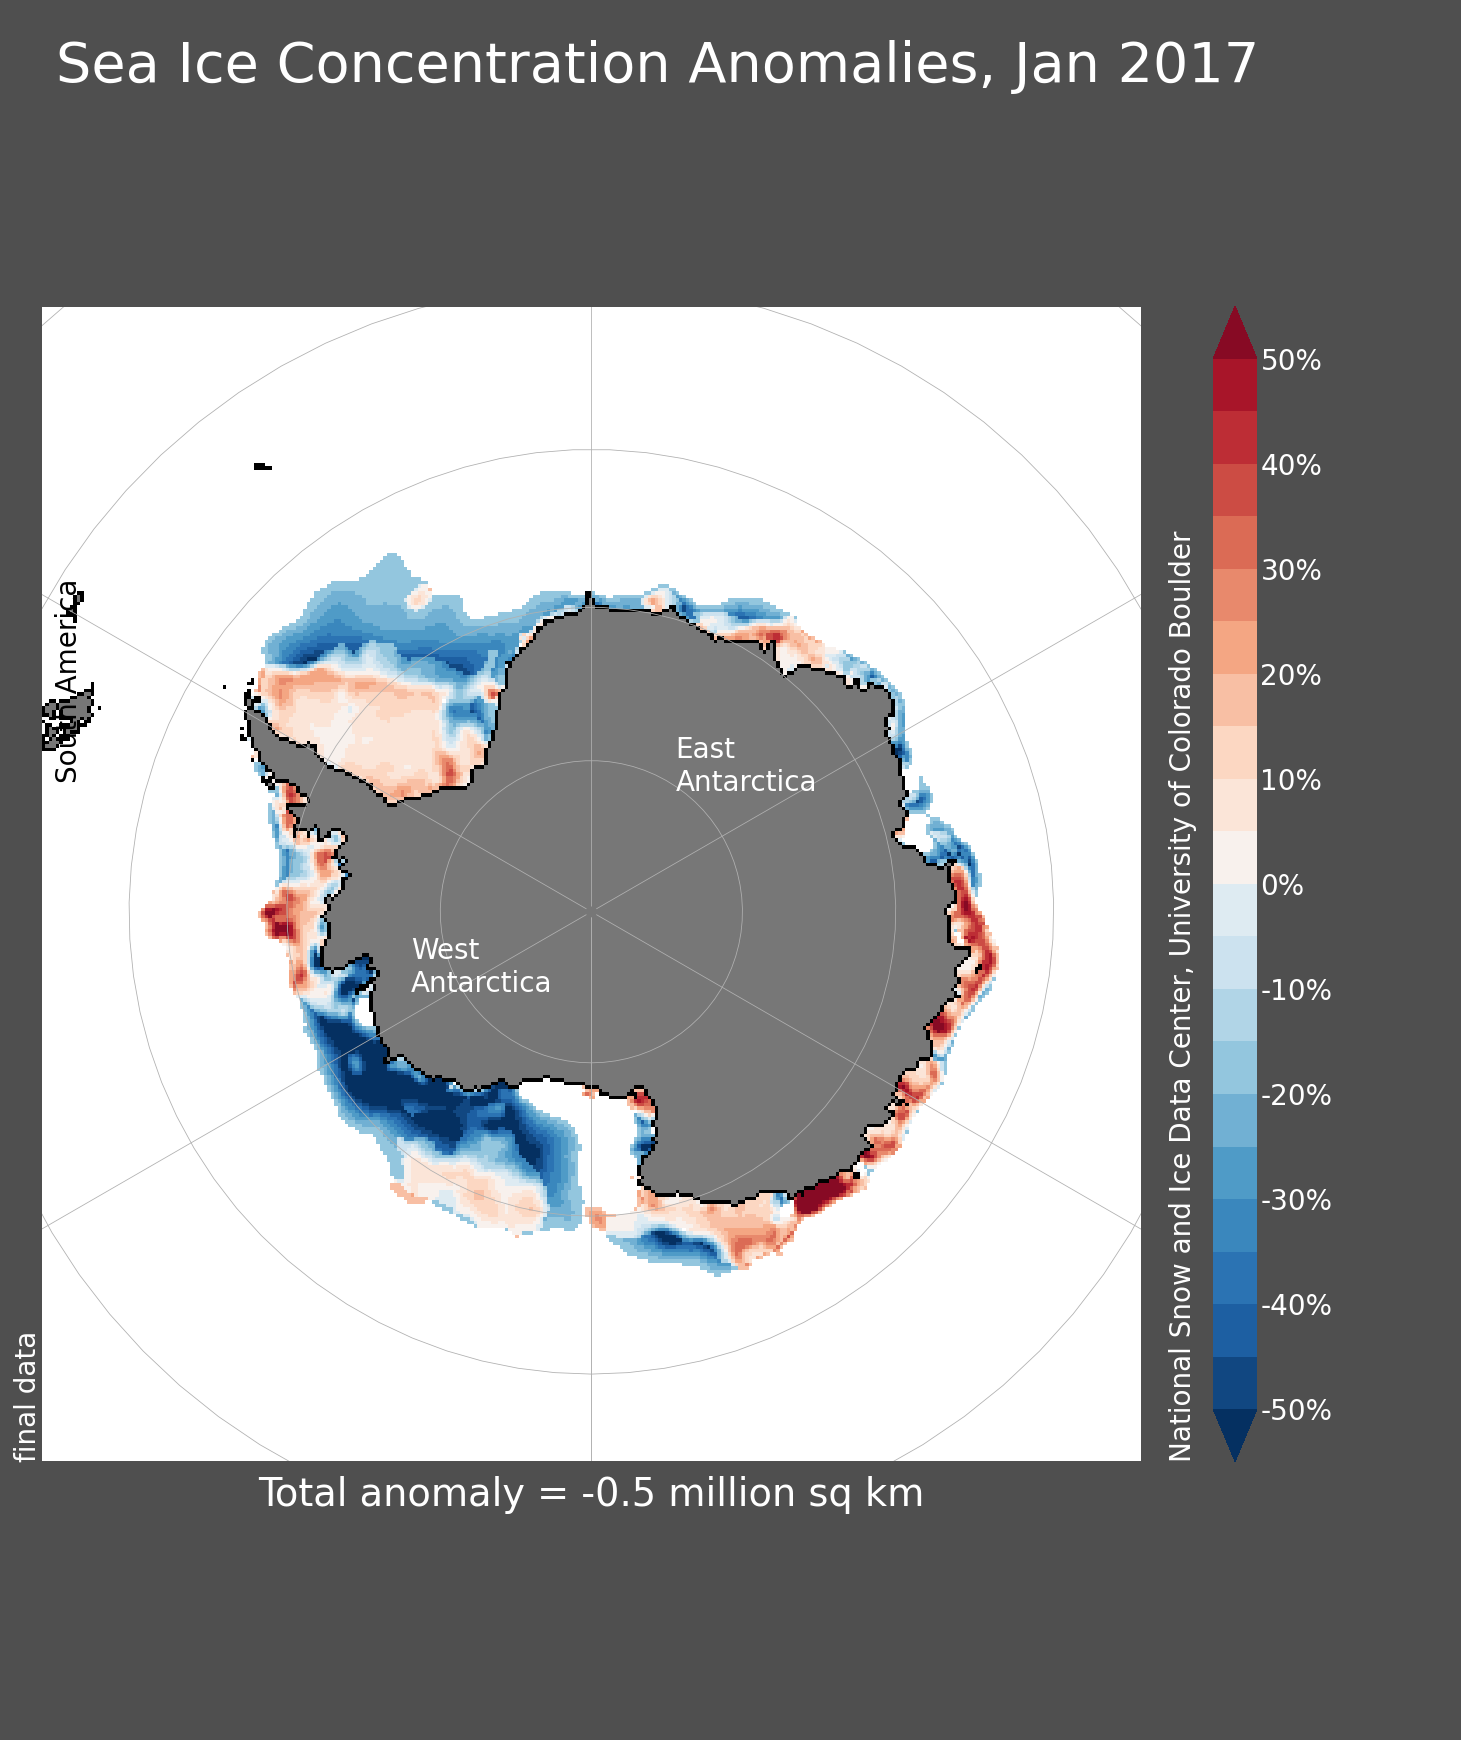 Sea Ice Concentration Anomalies, Jan 2017
South America
East
Antarctica
West
Antarctica
final data
National Snow and Ice Data Center, University of Colorado Boulder
50%
40%
30%
20%
10%
0%
-10%
-20%
-30%
-40%
-50%
Total anomaly = -0.5 million sq km